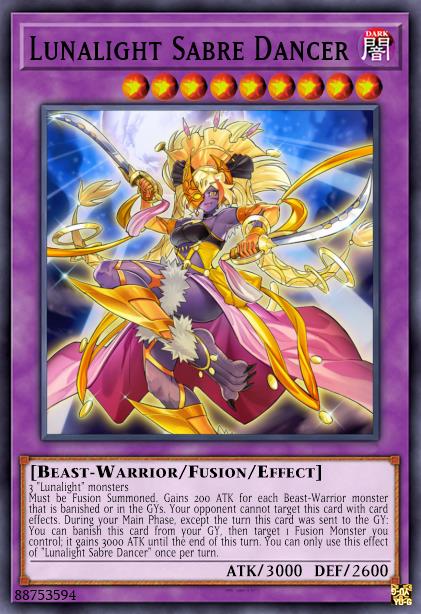 Lunalight Sabre Dancer
DARK
闇
[Beast-Warrior/Fusion/Effect]
3 "Lunalight" monsters
Must be Fusion Summoned. Gains 200 ATK for each Beast-Warrior monster
that is banished or in the GYs. Your opponent cannot target this card with card
effects. During your Main Phase, except the turn this card was sent to the GY:
You can banish this card from your GY, then target 1 Fusion Monster you
control; it gains 3000 ATK until the end of this turn. You can only use this effect
of "Lunalight Sabre Dancer" once per turn.
ATK/3000 DEF/2600
88753594